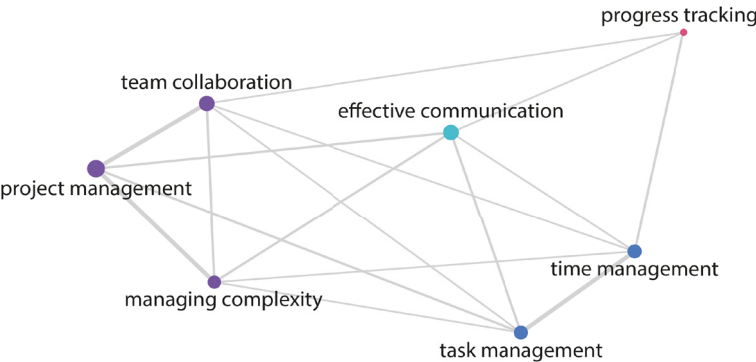 progress tracking
team collaboration
effective communication
project management
time management
managing complexity
task management